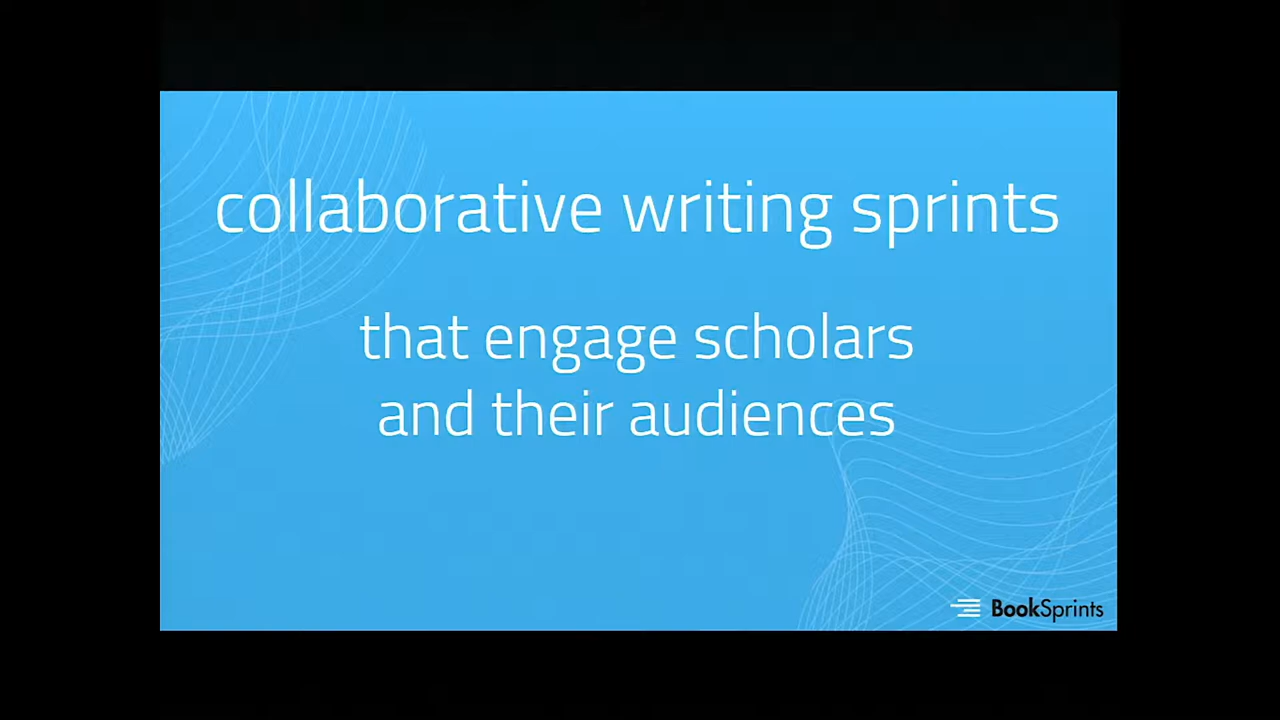 collaborative writing sprints
that engage scholars
and their audiences
BookSprints